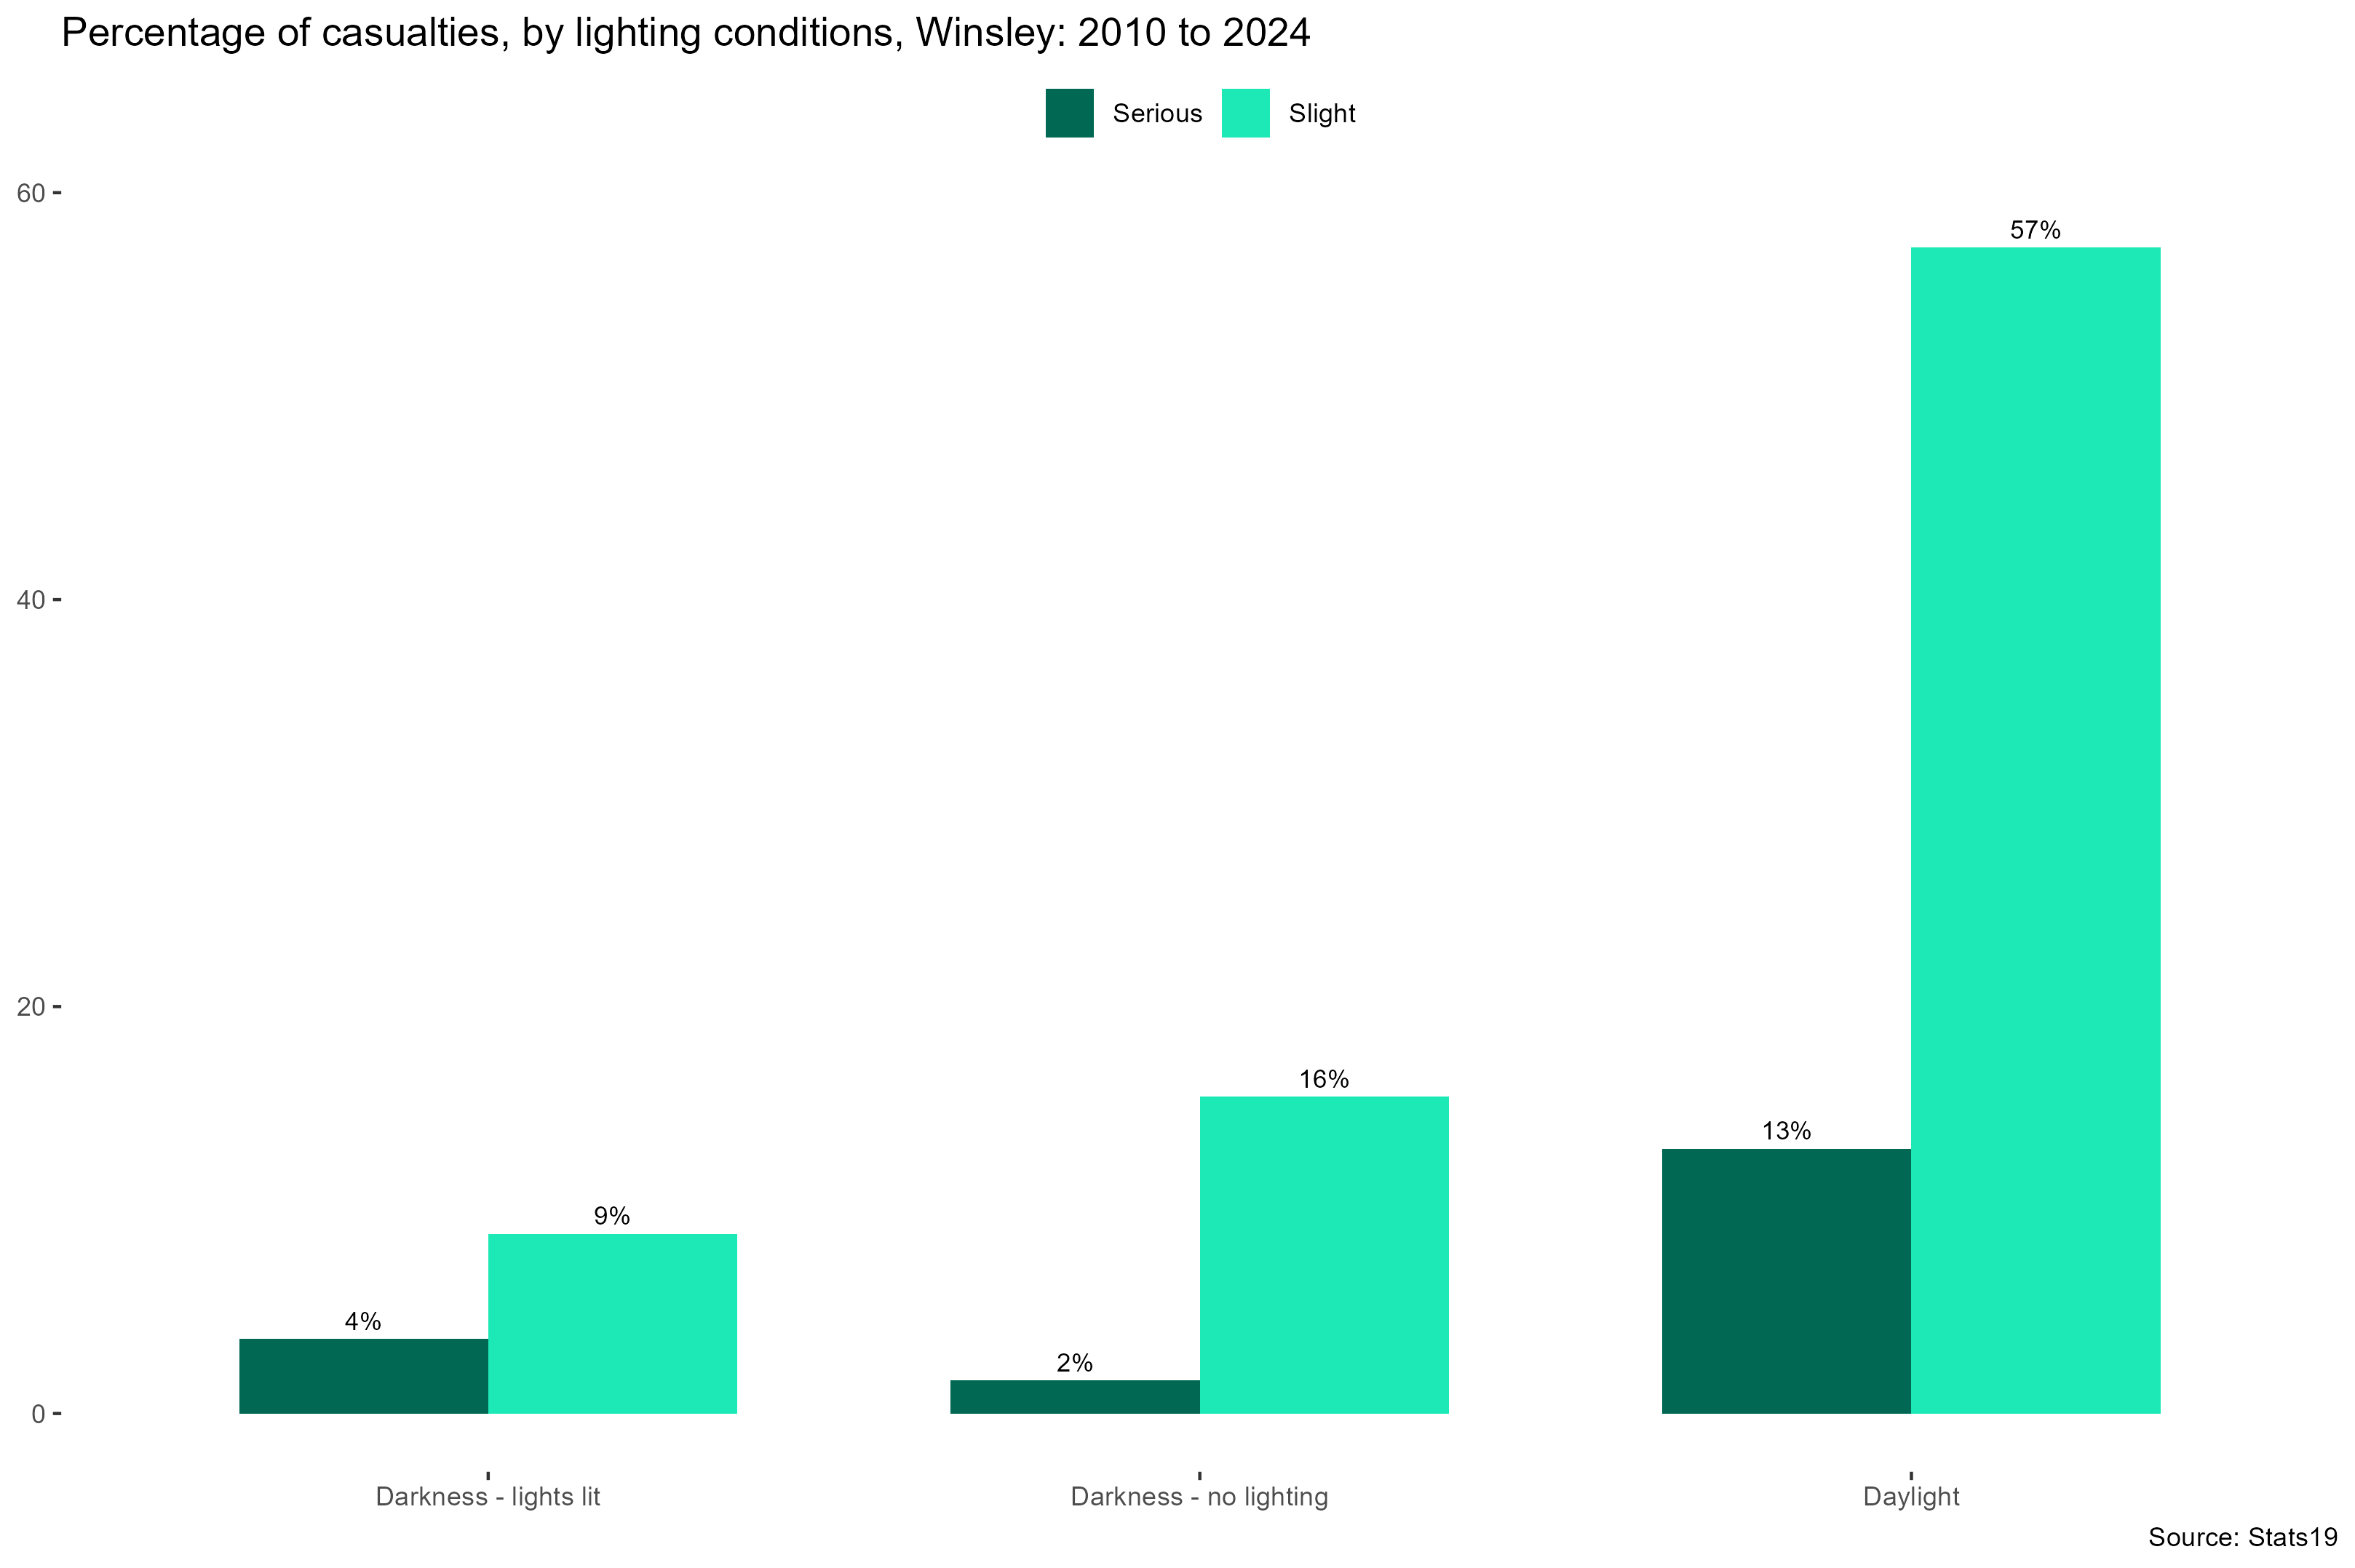 Percentage of casualties, by lighting conditions, Winsley: 2010 to 2024
Serious Slight
60
57%
40
20
16%
13%
9%
4%
2%
0
Darkness - lights lit Darkness - no lighting Daylight
Source: Stats19